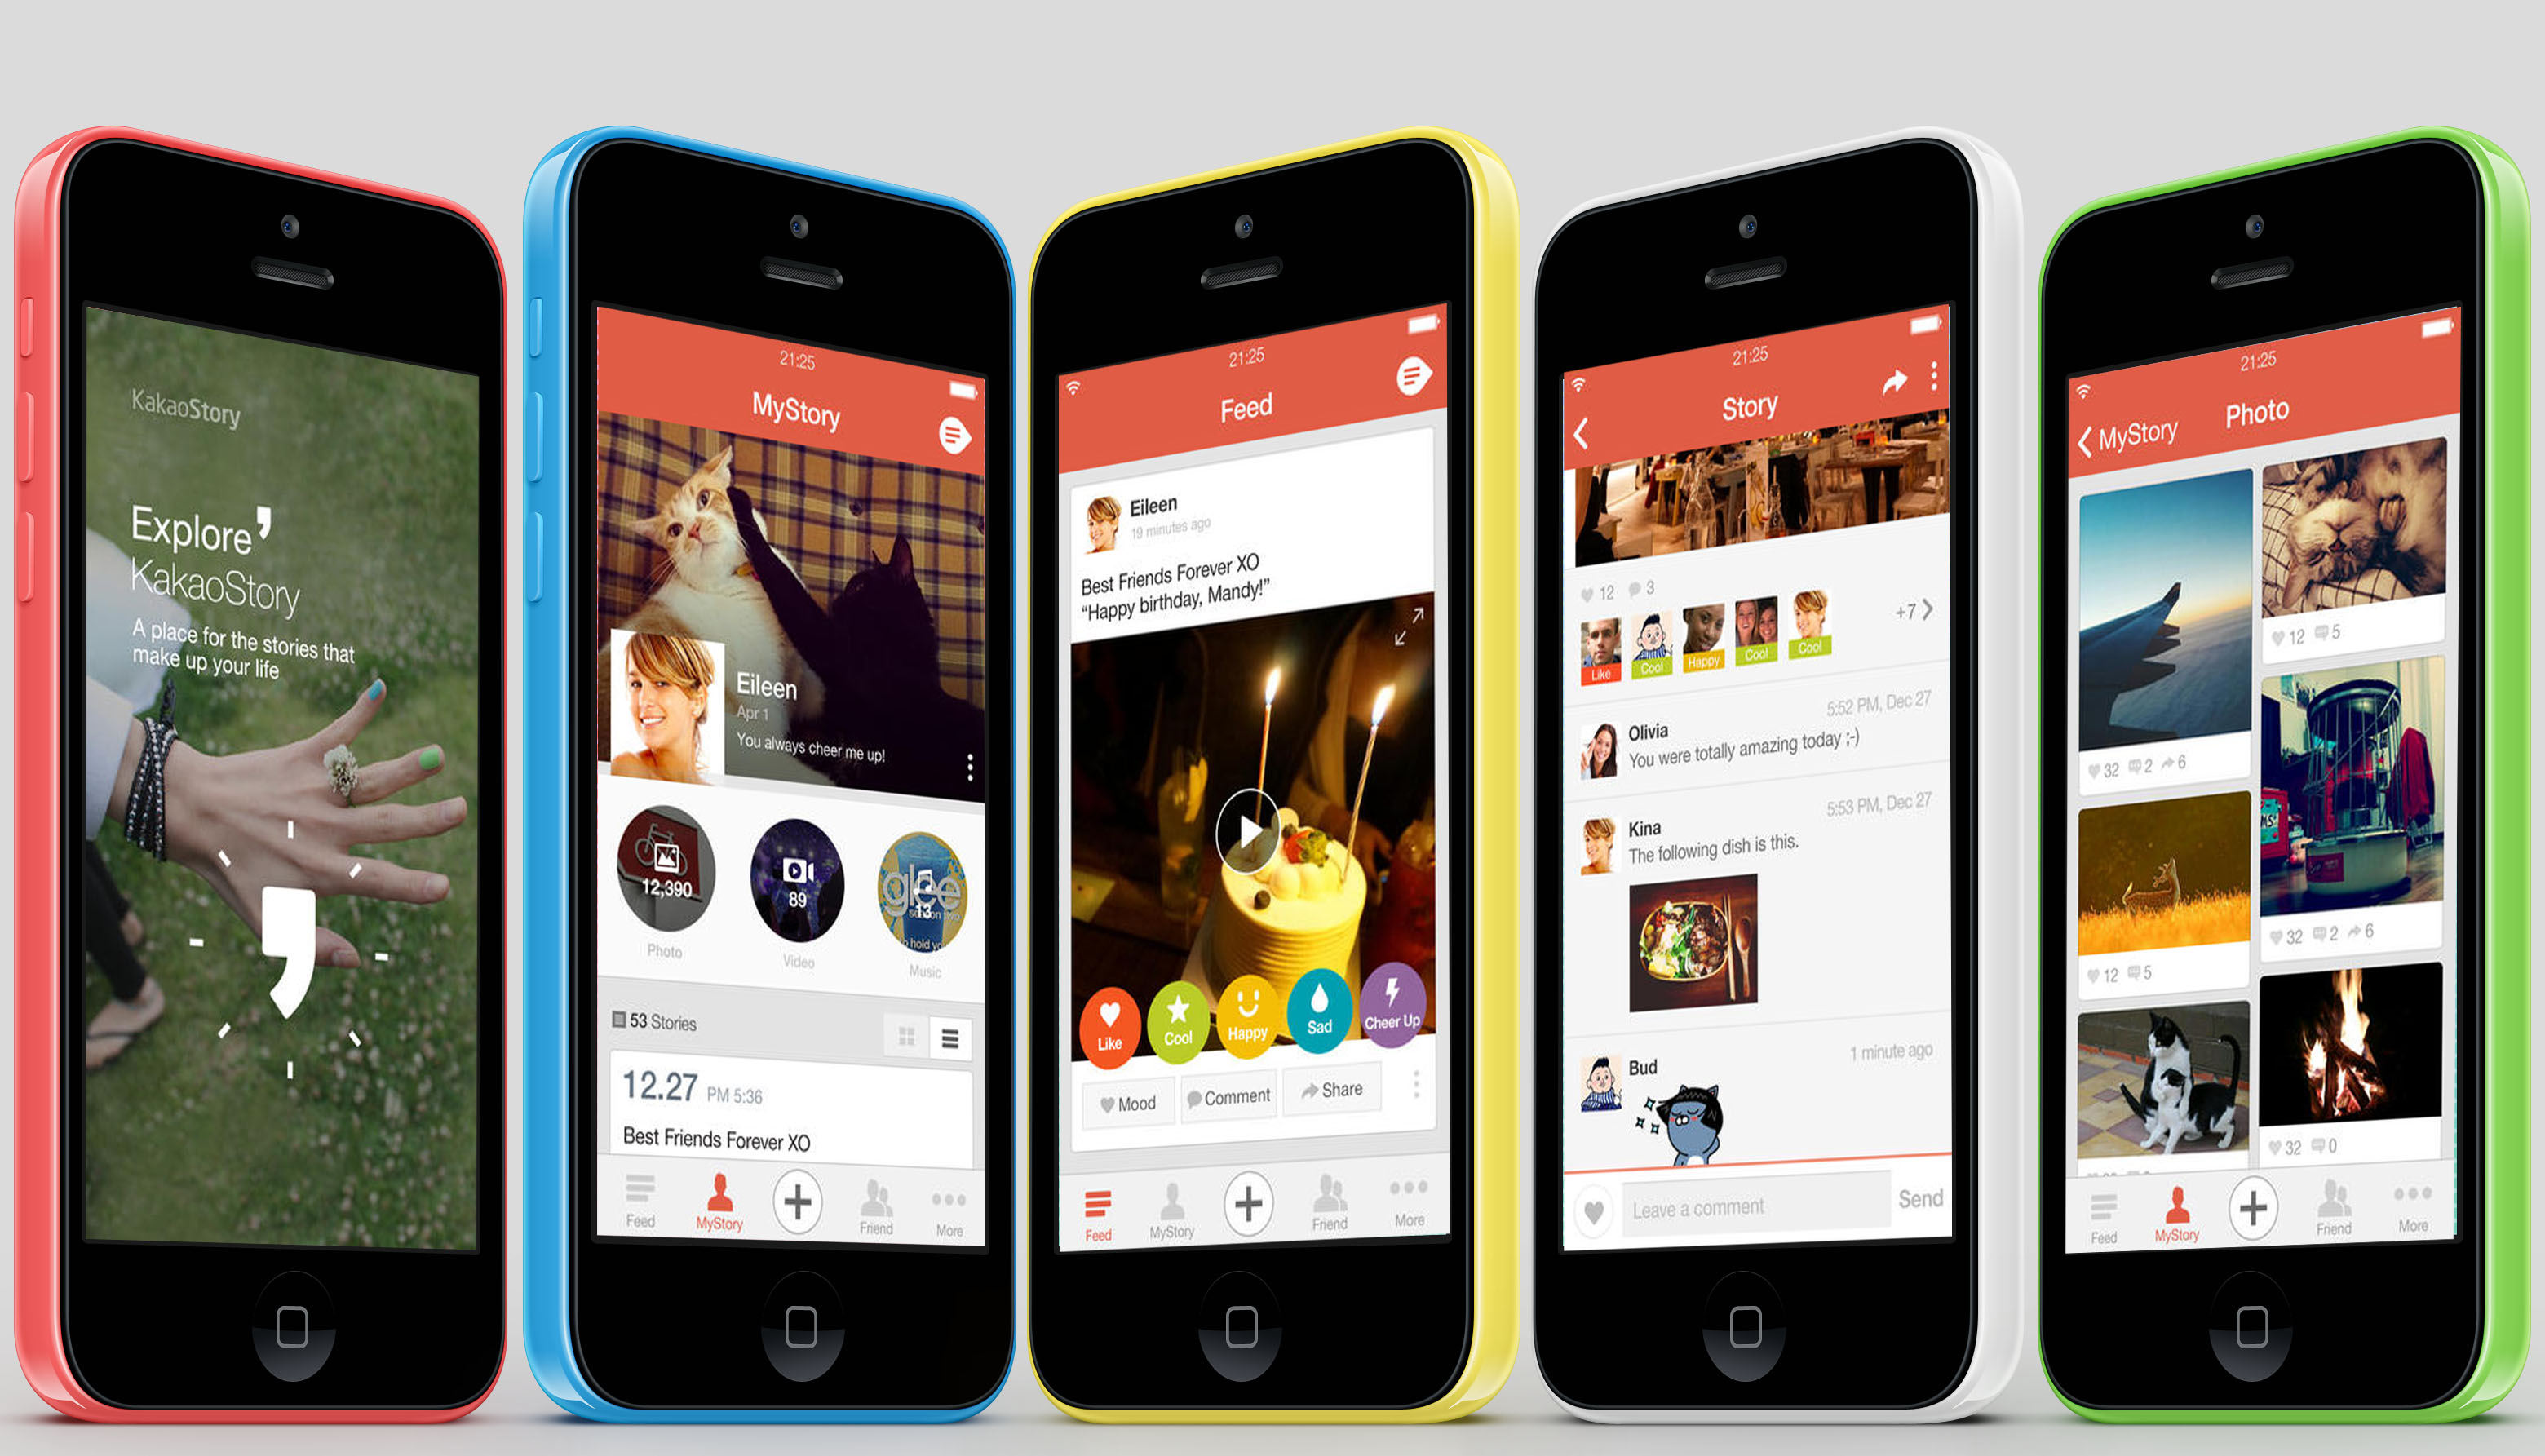 KakaoStory
Explore’
KakaoStory
A place for the stories that
make up your life
21:25
MyStory
Eileen
Apr 1
You always cheer me up!
12,390
Photo
89
Video
glee
13
Music
53 Stories
12.27 PM 5:36
Best Friends Forever XO
Feed
MyStory
Friend
More
21:25
Feed
Eileen
19 minutes ago
Best Friends Forever XO
“Happy birthday, Mandy!”
Like
Cool
Happy
Sad
Cheer Up
Mood
Comment
Share
Feed
MyStory
Friend
More
21:25
Story
12 3
+7
Like
Cool
Happy
Cool
Cool
5:52 PM, Dec 27
Olivia
You were totally amazing today ;-)
5:53 PM, Dec 27
Kina
The following dish is this.
Bud
1 minute ago
Leave a comment
Send
21:25
MyStory
Photo
32 2 6
12 5
12 5
32 2 6
32 0
Feed
MyStory
Friend
More